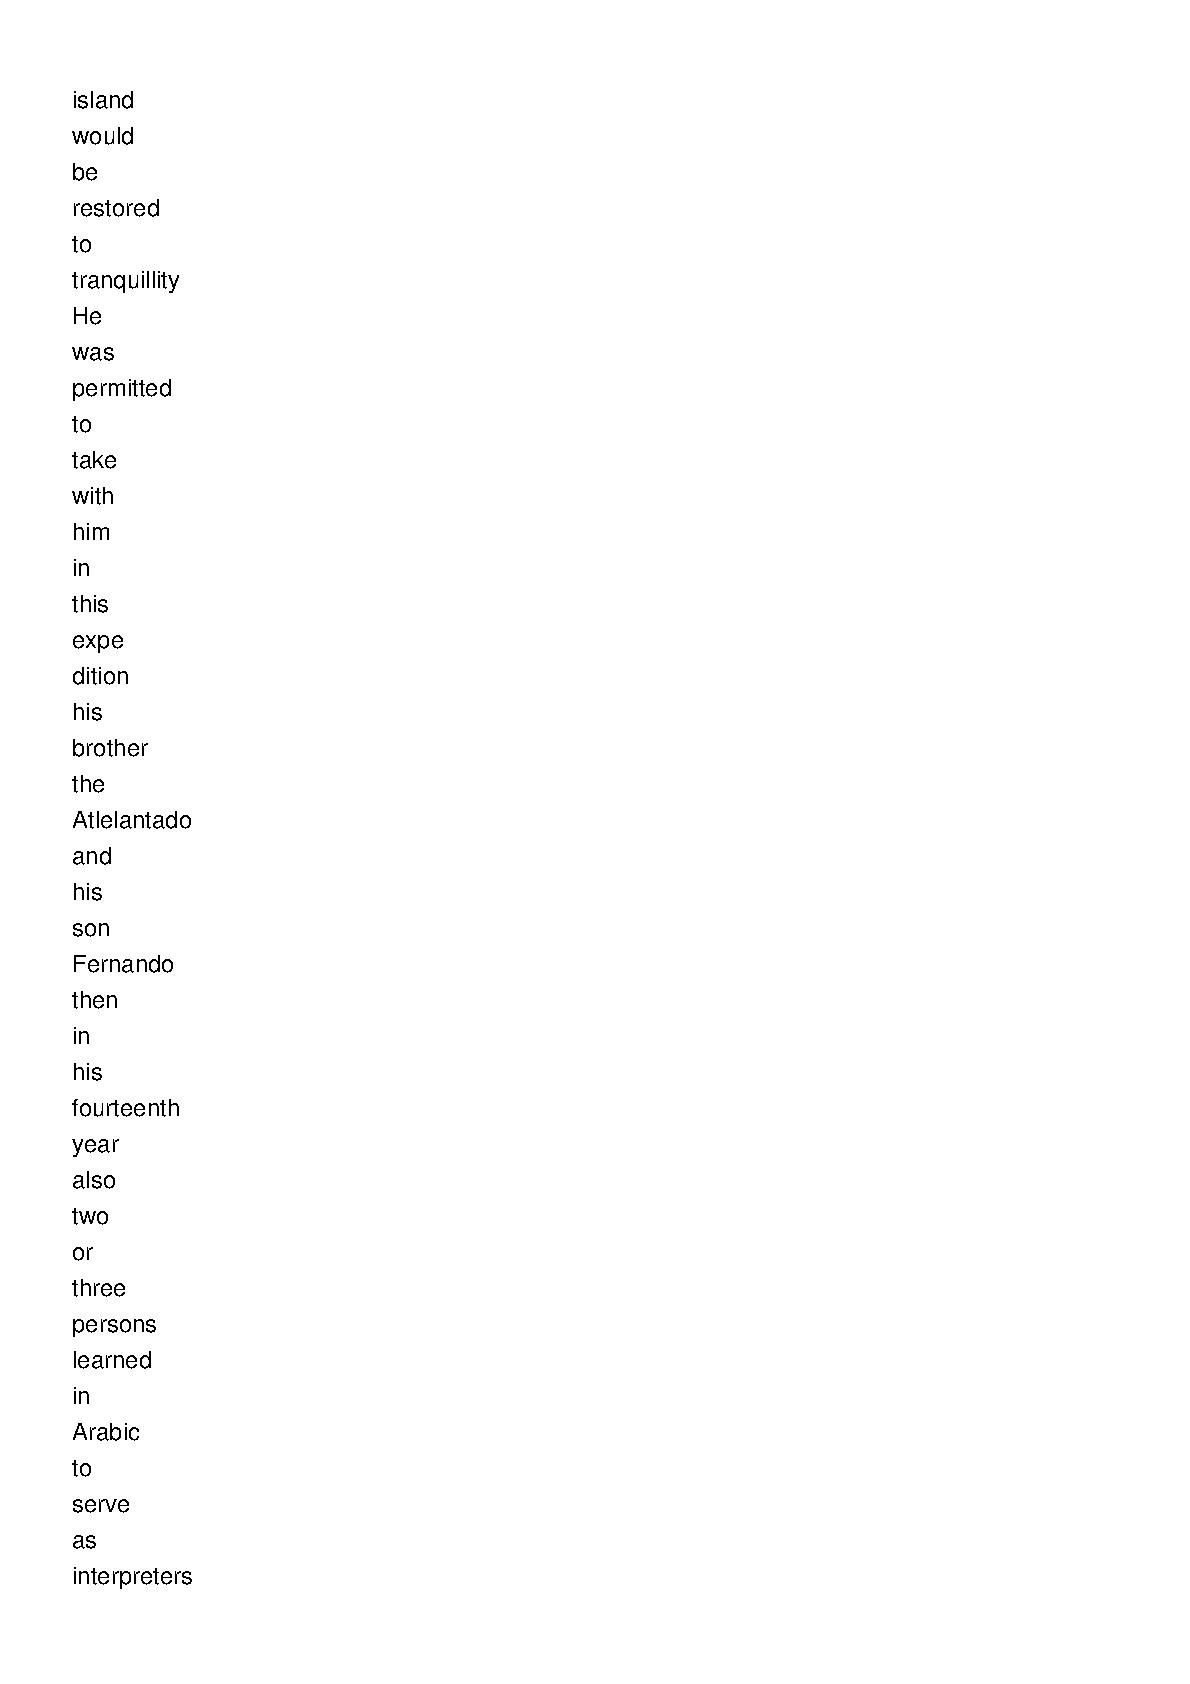 island
would
be
restored
to
tranquillity
He
was
permitted
to
take
with
him
in
this
expe
dition
his
brother
the
Atlelantado
and
his
son
Fernando
then
in
his
fourteenth
year
also
two
or
three
persons
learned
in
Arabic
to
serve
as
interpreters